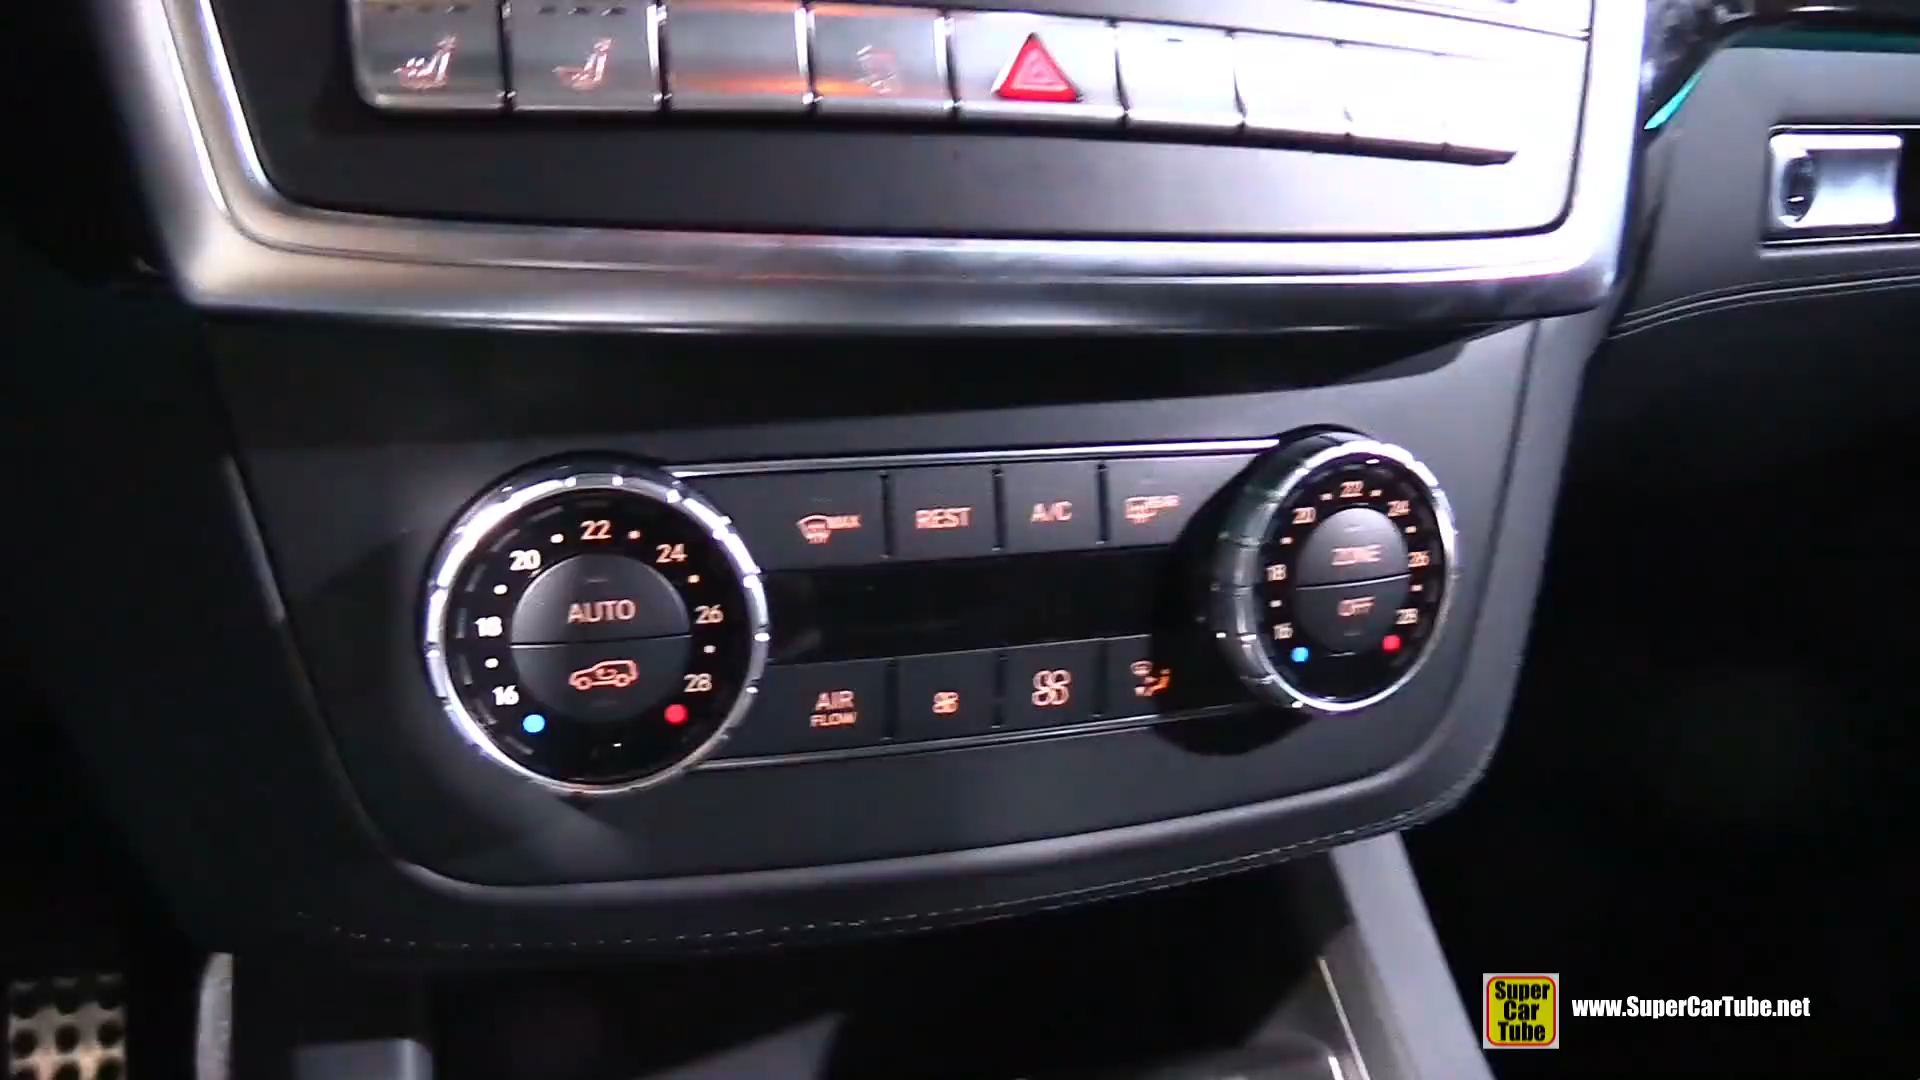 MAX
REST
A/C
REAR
20 22 24
18 AUTO 26
16 28
AIR
FLOW
20 22 24
18 ZONE 26
16 OFF 28
Super
Car
Tube
www.SuperCarTube.net